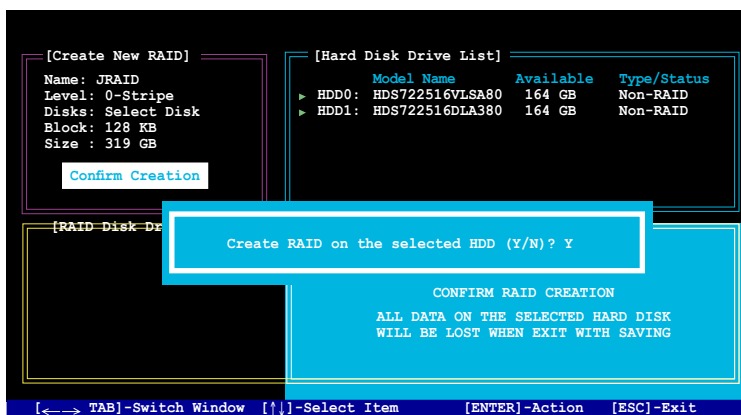 [Create New RAID]
Name: JRAID
Level: 0-Stripe
Disks: Select Disk
Block: 128 KB
Size : 319 GB
Confirm Creation
[Hard Disk Drive List]
Model Name Available Type/Status
HDD0: HDS722516VLSA80 164 GB Non-RAID
HDD1: HDS722516DLA380 164 GB Non-RAID
[RAID Disk Dr
Create RAID on the selected HDD (Y/N)? Y
CONFIRM RAID CREATION
ALL DATA ON THE SELECTED HARD DISK
WILL BE LOST WHEN EXIT WITH SAVING
[←→ TAB]-Switch Window [↑↓]-Select Item [ENTER]-Action [ESC]-Exit